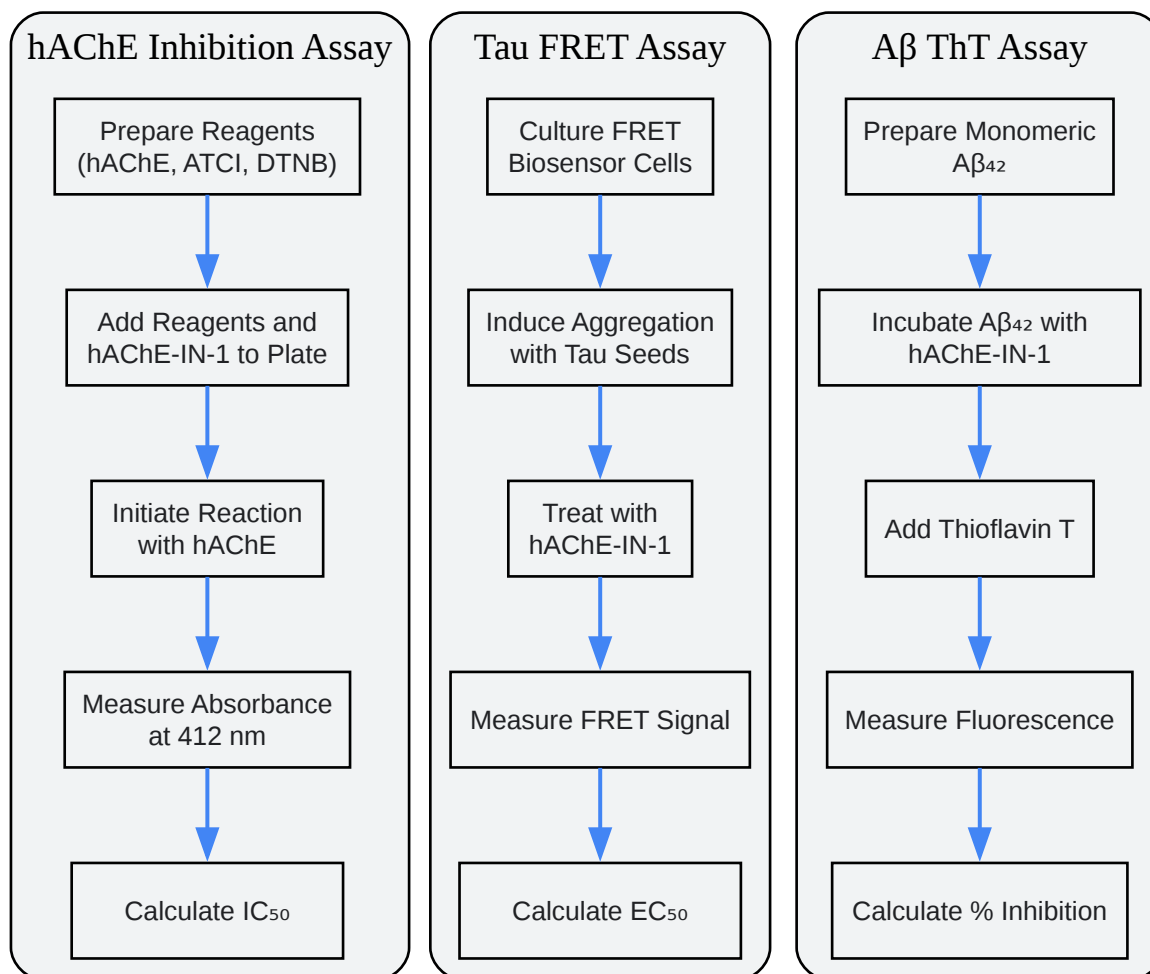 hAChE Inhibition Assay
Prepare Reagents
(hAChE, ATCI, DTNB)
Add Reagents and
hAChE-IN-1 to Plate
Initiate Reaction
with hAChE
Measure Absorbance
at 412 nm
Calculate IC₅₀
Tau FRET Assay
Culture FRET
Biosensor Cells
Induce Aggregation
with Tau Seeds
Treat with
hAChE-IN-1
Measure FRET Signal
Calculate EC₅₀
Aβ ThT Assay
Prepare Monomeric
Aβ₄₂
Incubate Aβ₄₂ with
hAChE-IN-1
Add Thioflavin T
Measure Fluorescence
Calculate % Inhibition